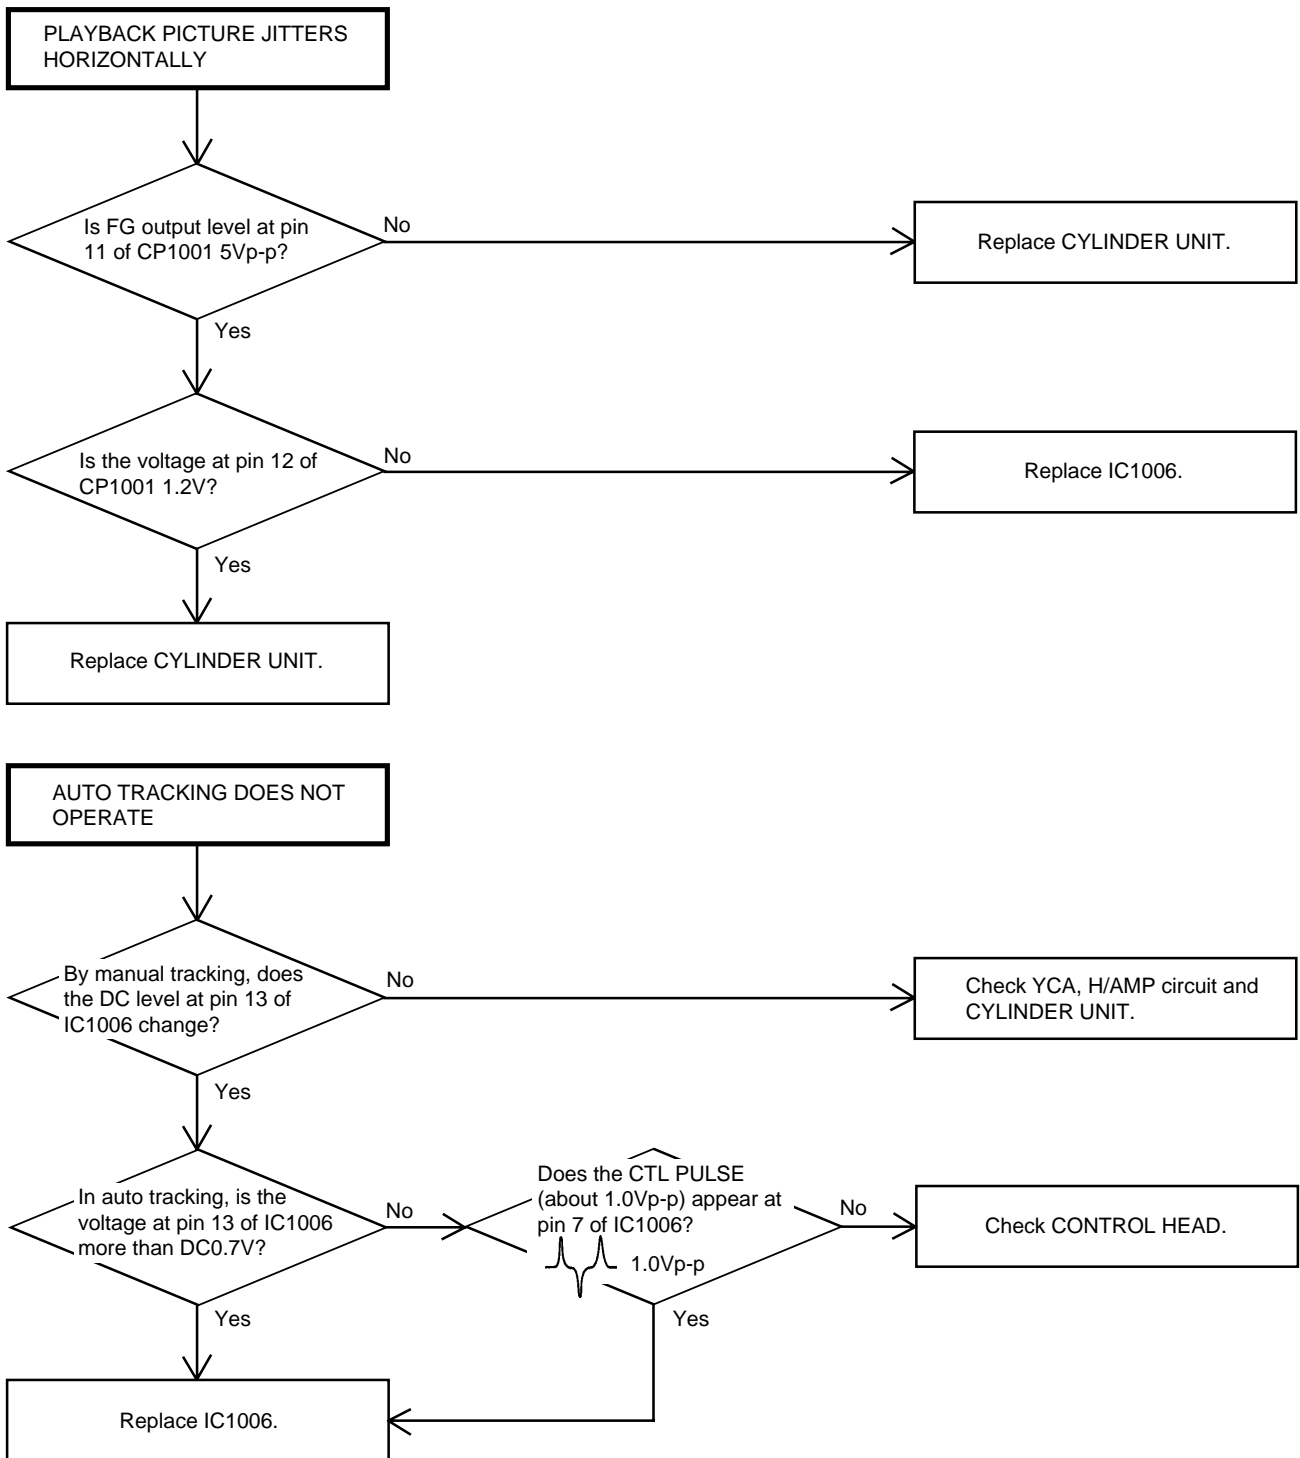 PLAYBACK PICTURE JITTERS
HORIZONTALLY
Is FG output level at pin
11 of CP1001 5Vp-p?
No
Replace CYLINDER UNIT.
Yes
Is the voltage at pin 12 of
CP1001 1.2V?
No
Replace IC1006.
Yes
Replace CYLINDER UNIT.
AUTO TRACKING DOES NOT
OPERATE
By manual tracking, does
the DC level at pin 13 of
IC1006 change?
No
Check YCA, H/AMP circuit and
CYLINDER UNIT.
Yes
In auto tracking, is the
voltage at pin 13 of IC1006
more than DC0.7V?
No
Does the CTL PULSE
(about 1.0Vp-p) appear at
pin 7 of IC1006?
1.0Vp-p
No
Check CONTROL HEAD.
Yes
Yes
Replace IC1006.